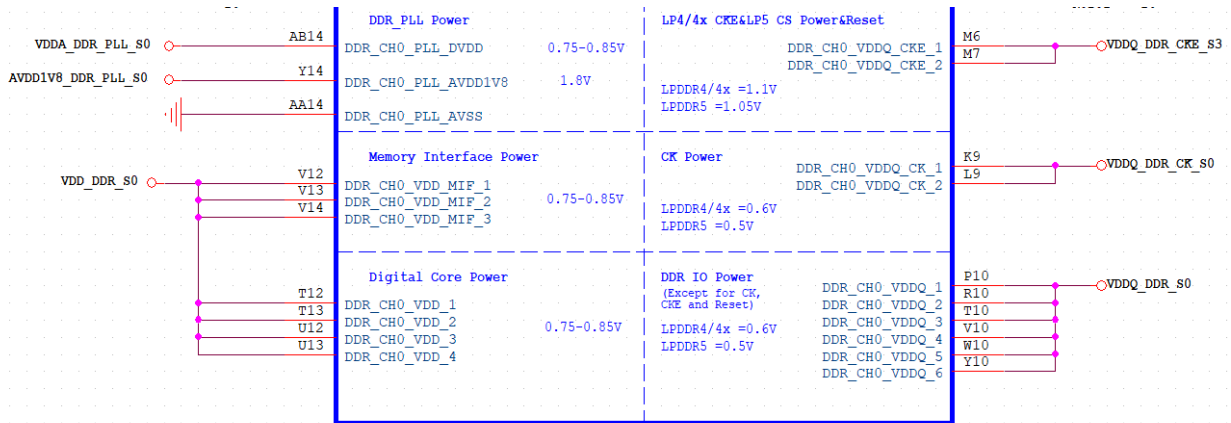 DDR_PLL Power
VDDA_DDR_PLL_S0
AB14
DDR_CH0_PLL_DVDD
0.75-0.85V
AVDD1V8_DDR_PLL_S0
Y14
DDR_CH0_PLL_AVDD1V8
1.8V
AA14
DDR_CH0_PLL_AVSS
LP4/4x CKE&LP5 CS Power&Reset
DDR_CH0_VDDQ_CKE_1
DDR_CH0_VDDQ_CKE_2
M6
M7
VDDQ_DDR_CKE_S3
LPDDR4/4x =1.1V
LPDDR5 =1.05V
Memory Interface Power
VDD_DDR_S0
V12
V13
V14
DDR_CH0_VDD_MIF_1
DDR_CH0_VDD_MIF_2
DDR_CH0_VDD_MIF_3
0.75-0.85V
CK Power
DDR_CH0_VDDQ_CK_1
DDR_CH0_VDDQ_CK_2
K9
L9
VDDQ_DDR_CK_S0
LPDDR4/4x =0.6V
LPDDR5 =0.5V
Digital Core Power
T12
T13
U12
U13
DDR_CH0_VDD_1
DDR_CH0_VDD_2
DDR_CH0_VDD_3
DDR_CH0_VDD_4
0.75-0.85V
DDR IO Power
(Except for CK,
CKE and Reset)
LPDDR4/4x =0.6V
LPDDR5 =0.5V
DDR_CH0_VDDQ_1
DDR_CH0_VDDQ_2
DDR_CH0_VDDQ_3
DDR_CH0_VDDQ_4
DDR_CH0_VDDQ_5
DDR_CH0_VDDQ_6
P10
R10
T10
V10
W10
Y10
VDDQ_DDR_S0